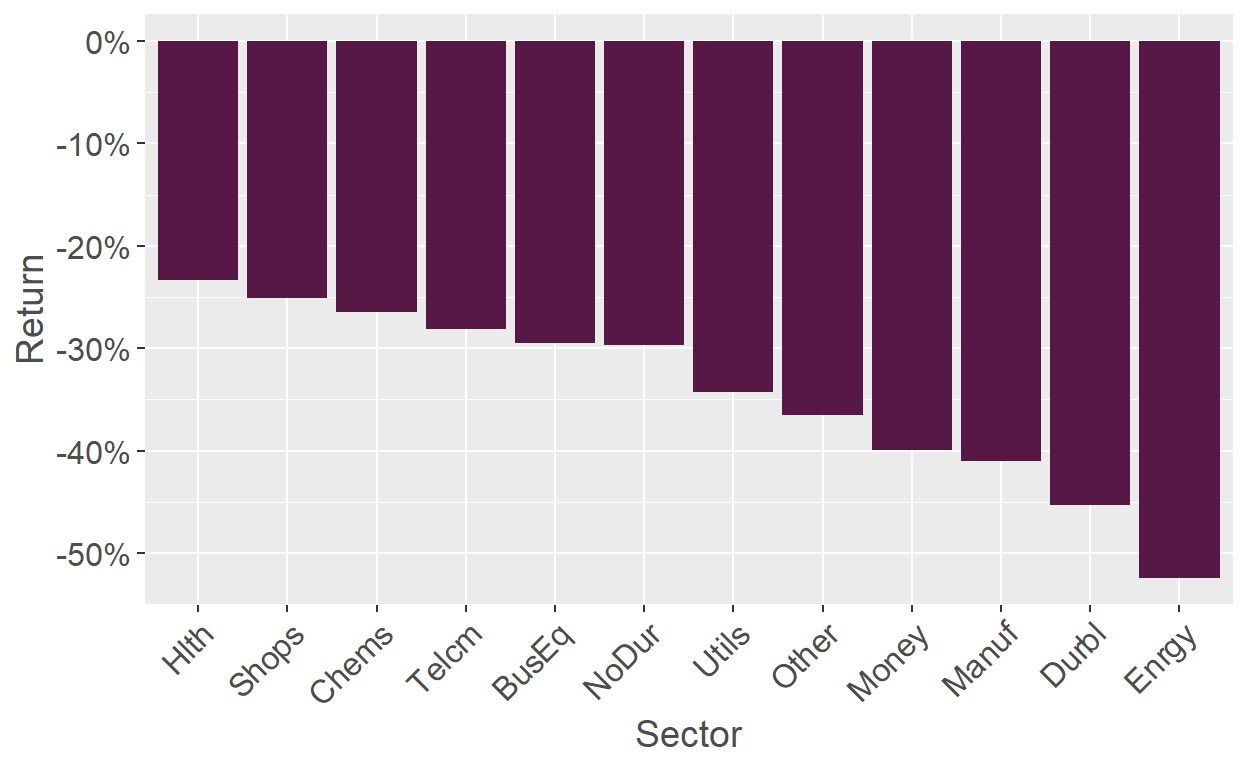 0%
-10%
-20%
-30%
-40%
-50%
Return
Hlth
Shops
Chems
Telcm
BusEq
NoDur
Utils
Other
Money
Manuf
Durbl
Enrgy
Sector